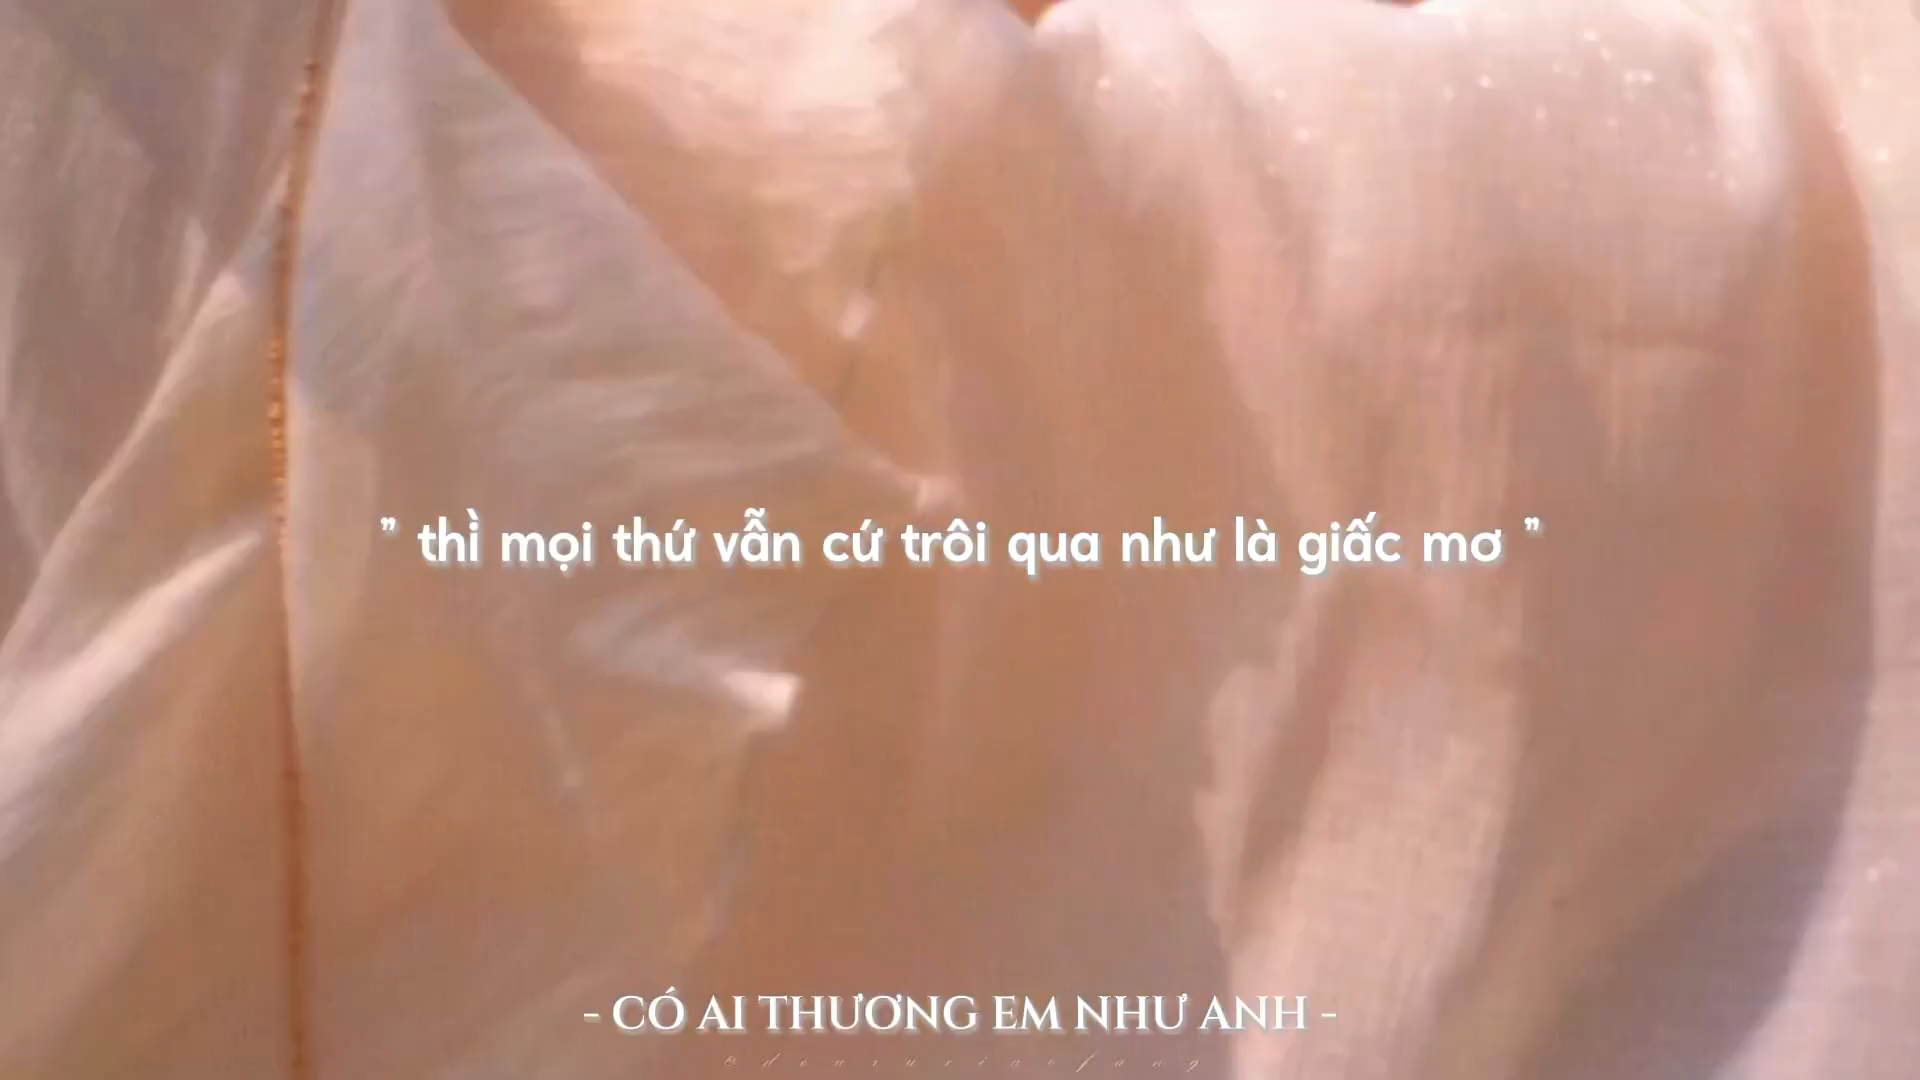 ” thì mọi thứ vẫn cứ trôi qua như là giấc mơ ”
- CÓ AI THƯƠNG EM NHƯ ANH -